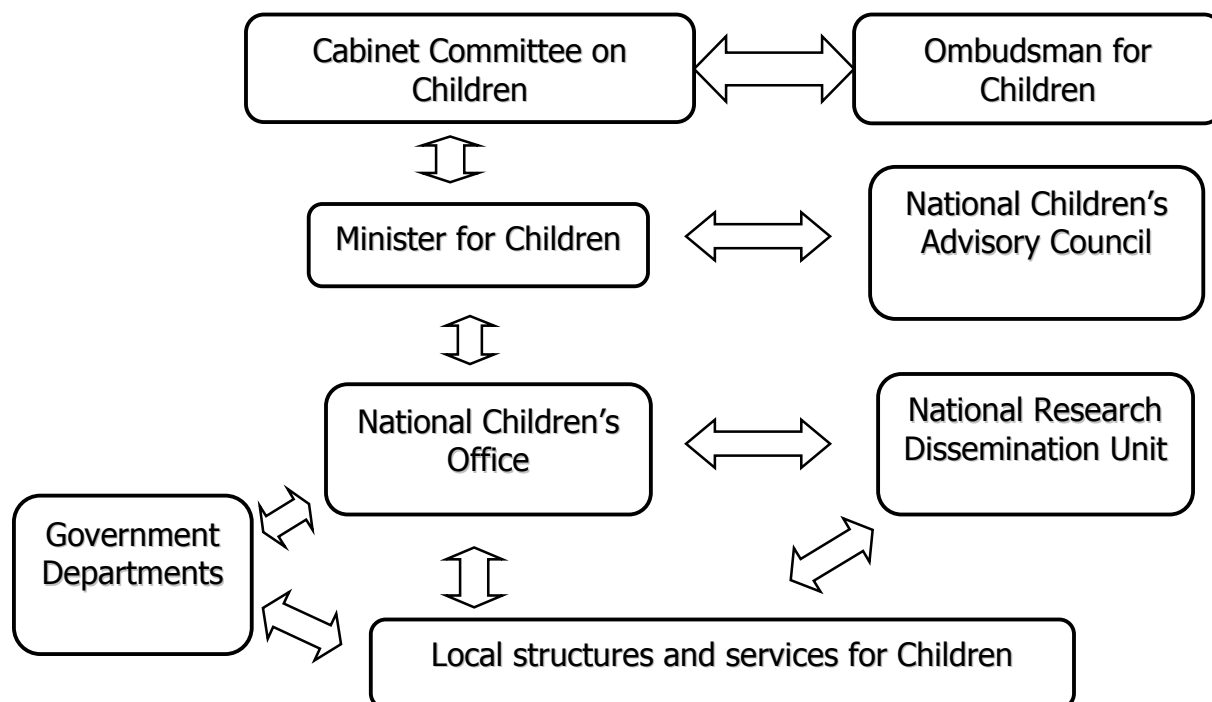 Cabinet Committee on
Children
Ombudsman for
Children
Minister for Children
National Children’s
Advisory Council
National Children’s
Office
National Research
Dissemination Unit
Government
Departments
Local structures and services for Children